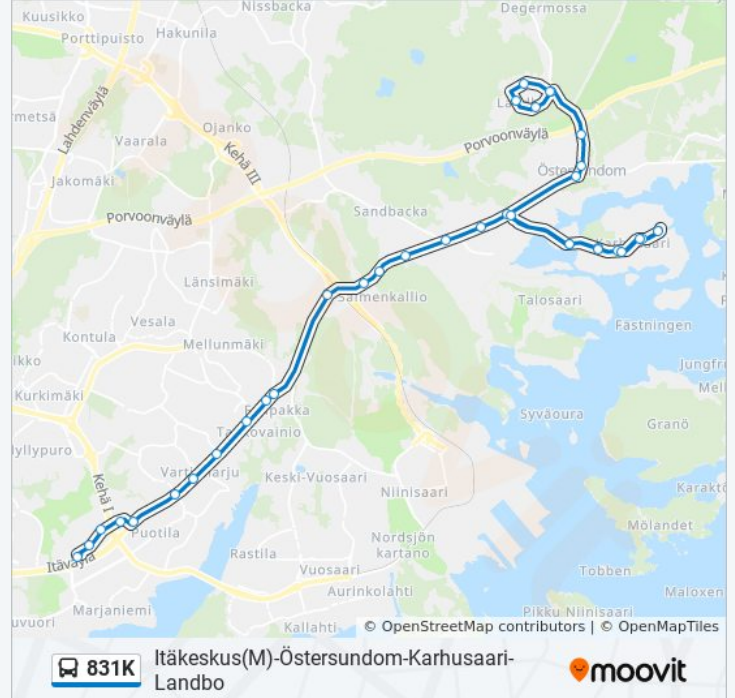 Nissbacka
Degermossa
Kuusikko
Porttipuisto
Hakunila
Lahdenväylä
Ojanko
Vaarala
Kehä III
Porvoonväylä
Jakomäki
Östersundom
Sandbacka
Porvoonväylä
Länsimäki
Salmenkallio
Talosaari
Vesala
Fastningen
Kontula
Mellunmäki
Kurkimäki
Syväoura
Granö
Keski-Vuosaari
Kehä I
Niinisaari
Puotila
Mölandet
Nordsjön
kartano
Rastila
Itäväylä
Vuosaari
Tobben
Aurinkolahti
Marjaniemi
Pikku Niinisaari
Kallahti
© OpenStreetMap contributors | © OpenMapTiles
831K
Itäkeskus(M)-Östersundom-Karhusaari-
Landbo
moovit